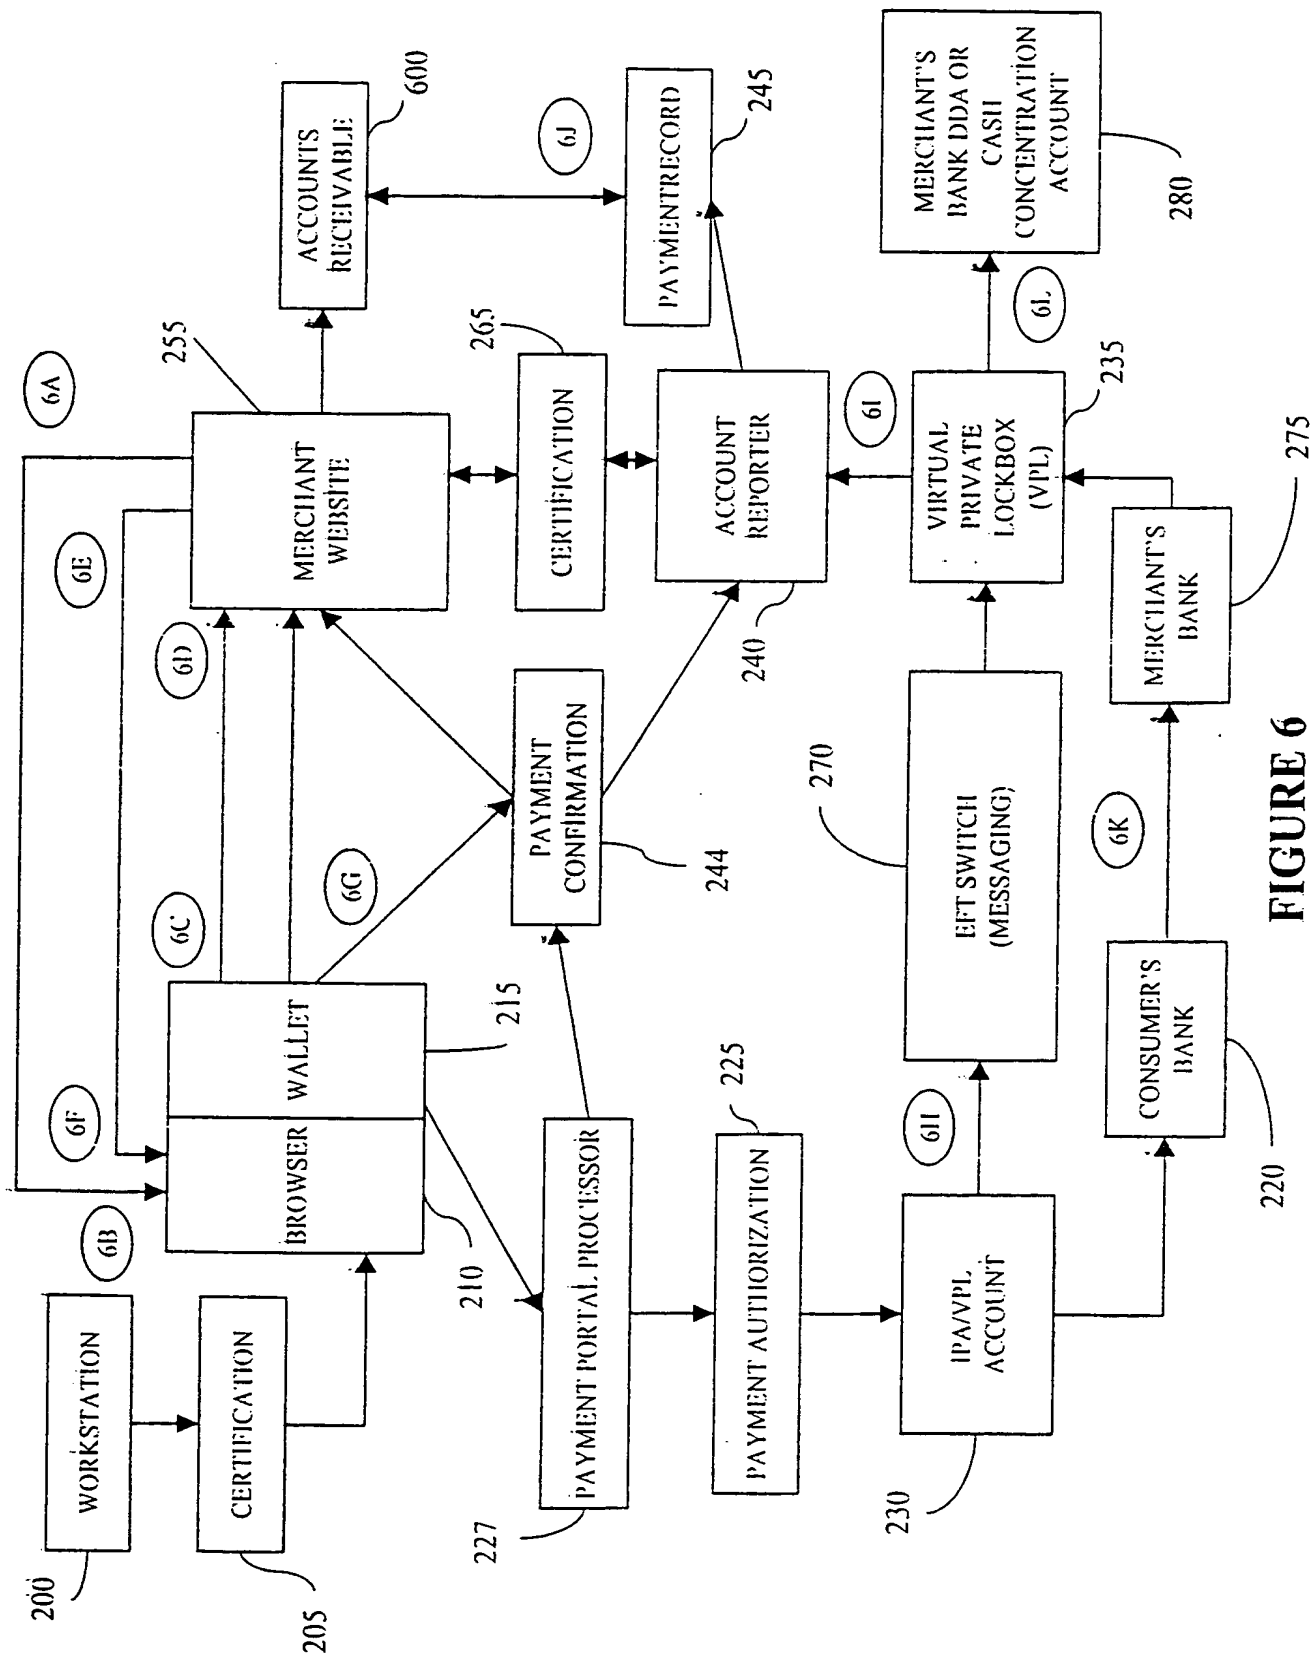 WORKSTATION
200
CERTIFICATION
205
6A
6B
6C
6D
6E
6F
6G
BROWSER
210
WALLET
215
MERCHANT
WEBSITE
255
ACCOUNTS
RECEIVABLE
600
PAYMENT PORTAL PROCESSOR
227
PAYMENT
CONFIRMATION
244
CERTIFICATION
265
6J
PAYMENTRECORD
245
PAYMENT AUTHORIZATION
225
ACCOUNT
REPORTER
240
IPA/VPL
ACCOUNT
230
6H
EFT SWITCH
(MESSAGING)
270
6I
VIRTUAL
PRIVATE
LOCKBOX
(VPL)
235
6L
MERCHANT'S
BANK DDA OR
CASH
CONCENTRATION
ACCOUNT
280
CONSUMER'S
BANK
220
6K
MERCHANT'S
BANK
275
FIGURE 6